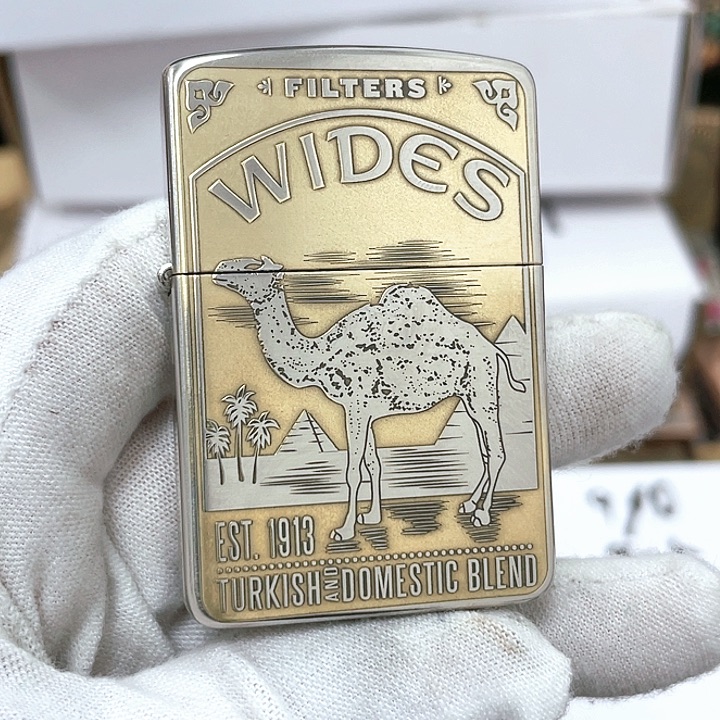 FILTERS
WIDES
EST. 1913
TURKISH AND DOMESTIC BLEND